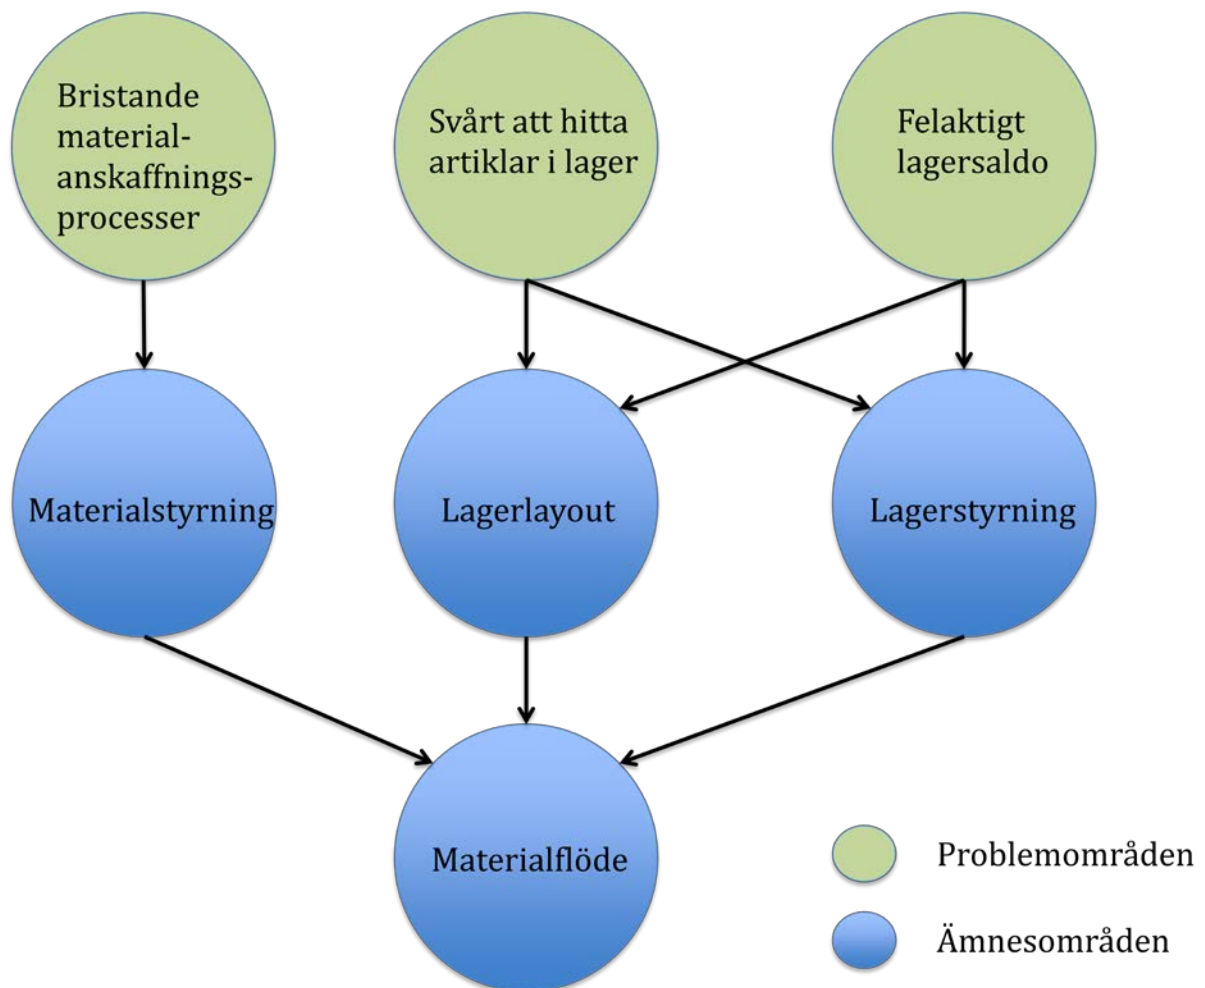 Bristande
material-
anskaffnings-
processer
Svårt att hitta
artiklar i lager
Felaktigt
lagersaldo
Materialstyrning
Lagerlayout
Lagerstyrning
Materialflöde
Problemområden
Ämnesområden